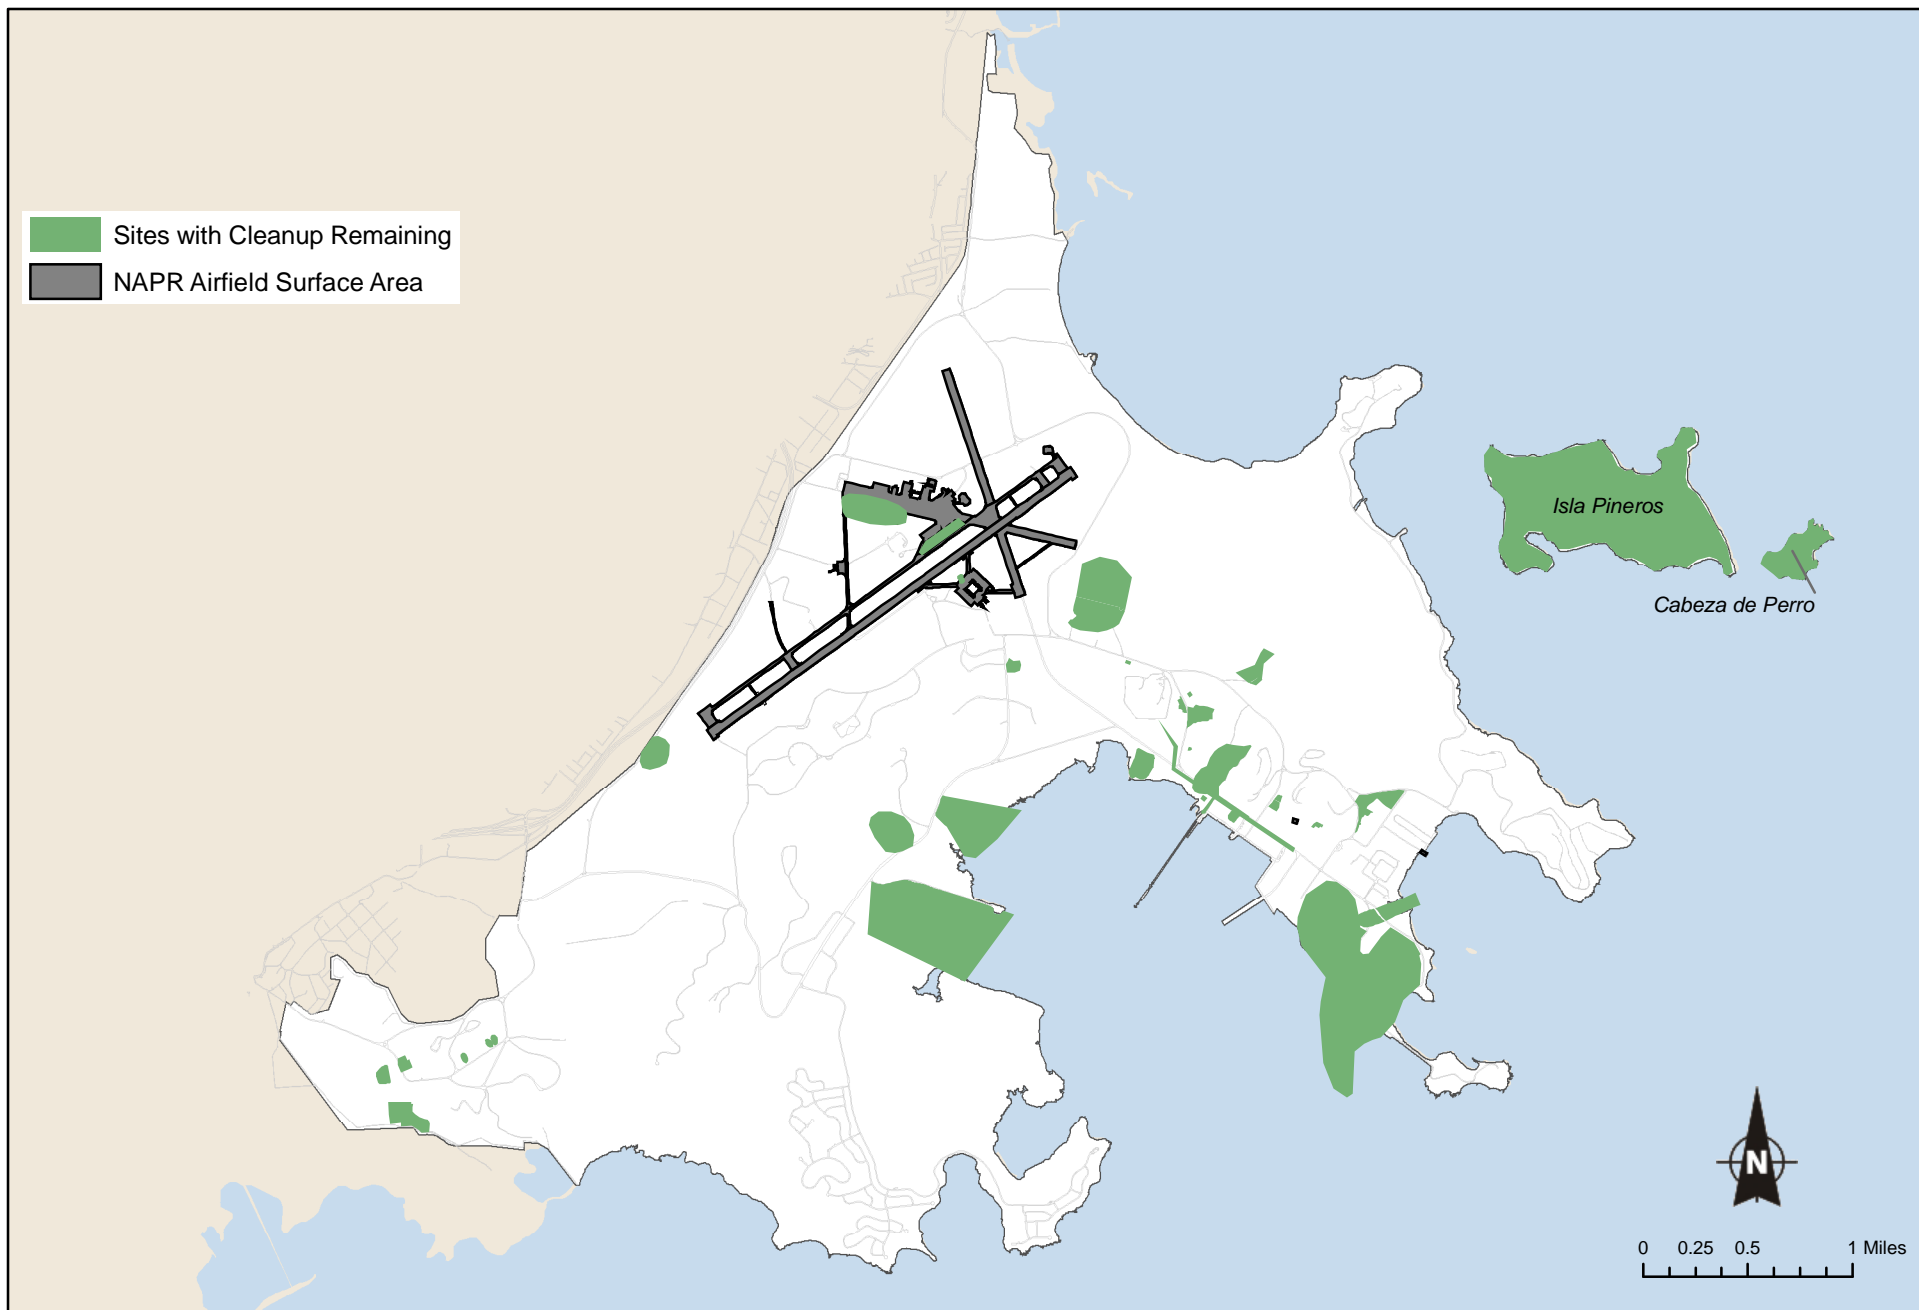 Sites with Cleanup Remaining
NAPR Airfield Surface Area
Isla Pineros
Cabeza de Perro
N
0 0.25 0.5 1 Miles